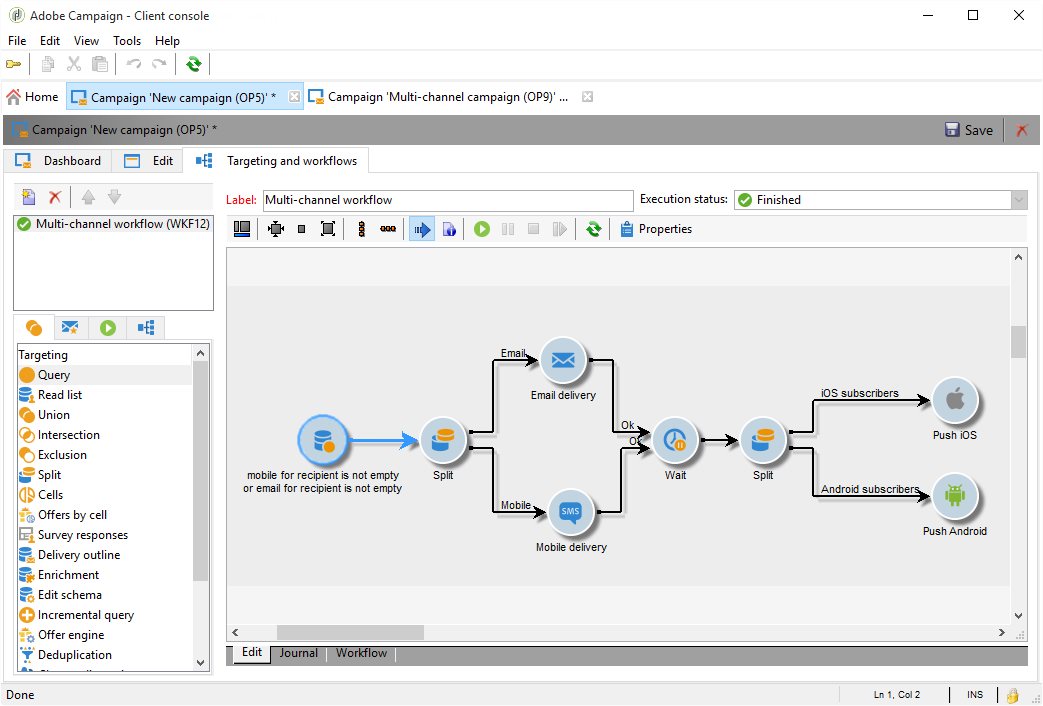 Adobe Campaign - Client console
File Edit View Tools Help
Home
Campaign 'New campaign (OP5)' *
Campaign 'Multi-channel campaign (OP9)' ...
Campaign 'New campaign (OP5)' *
Save
Dashboard
Edit
Targeting and workflows
Label:
Multi-channel workflow
Execution status:
Finished
Multi-channel workflow (WKF12)
Properties
Targeting
Query
Read list
Union
Intersection
Exclusion
Split
Cells
Offers by cell
Survey responses
Delivery outline
Enrichment
Edit schema
Incremental query
Offer engine
Deduplication
mobile for recipient is not empty
or email for recipient is not empty
Split
Email
Email delivery
Mobile
SMS
Mobile delivery
Ok
Ok
Wait
Split
iOS subscribers
Push iOS
Android subscribers
Push Android
Edit
Journal
Workflow
Done
Ln 1, Col 2
INS